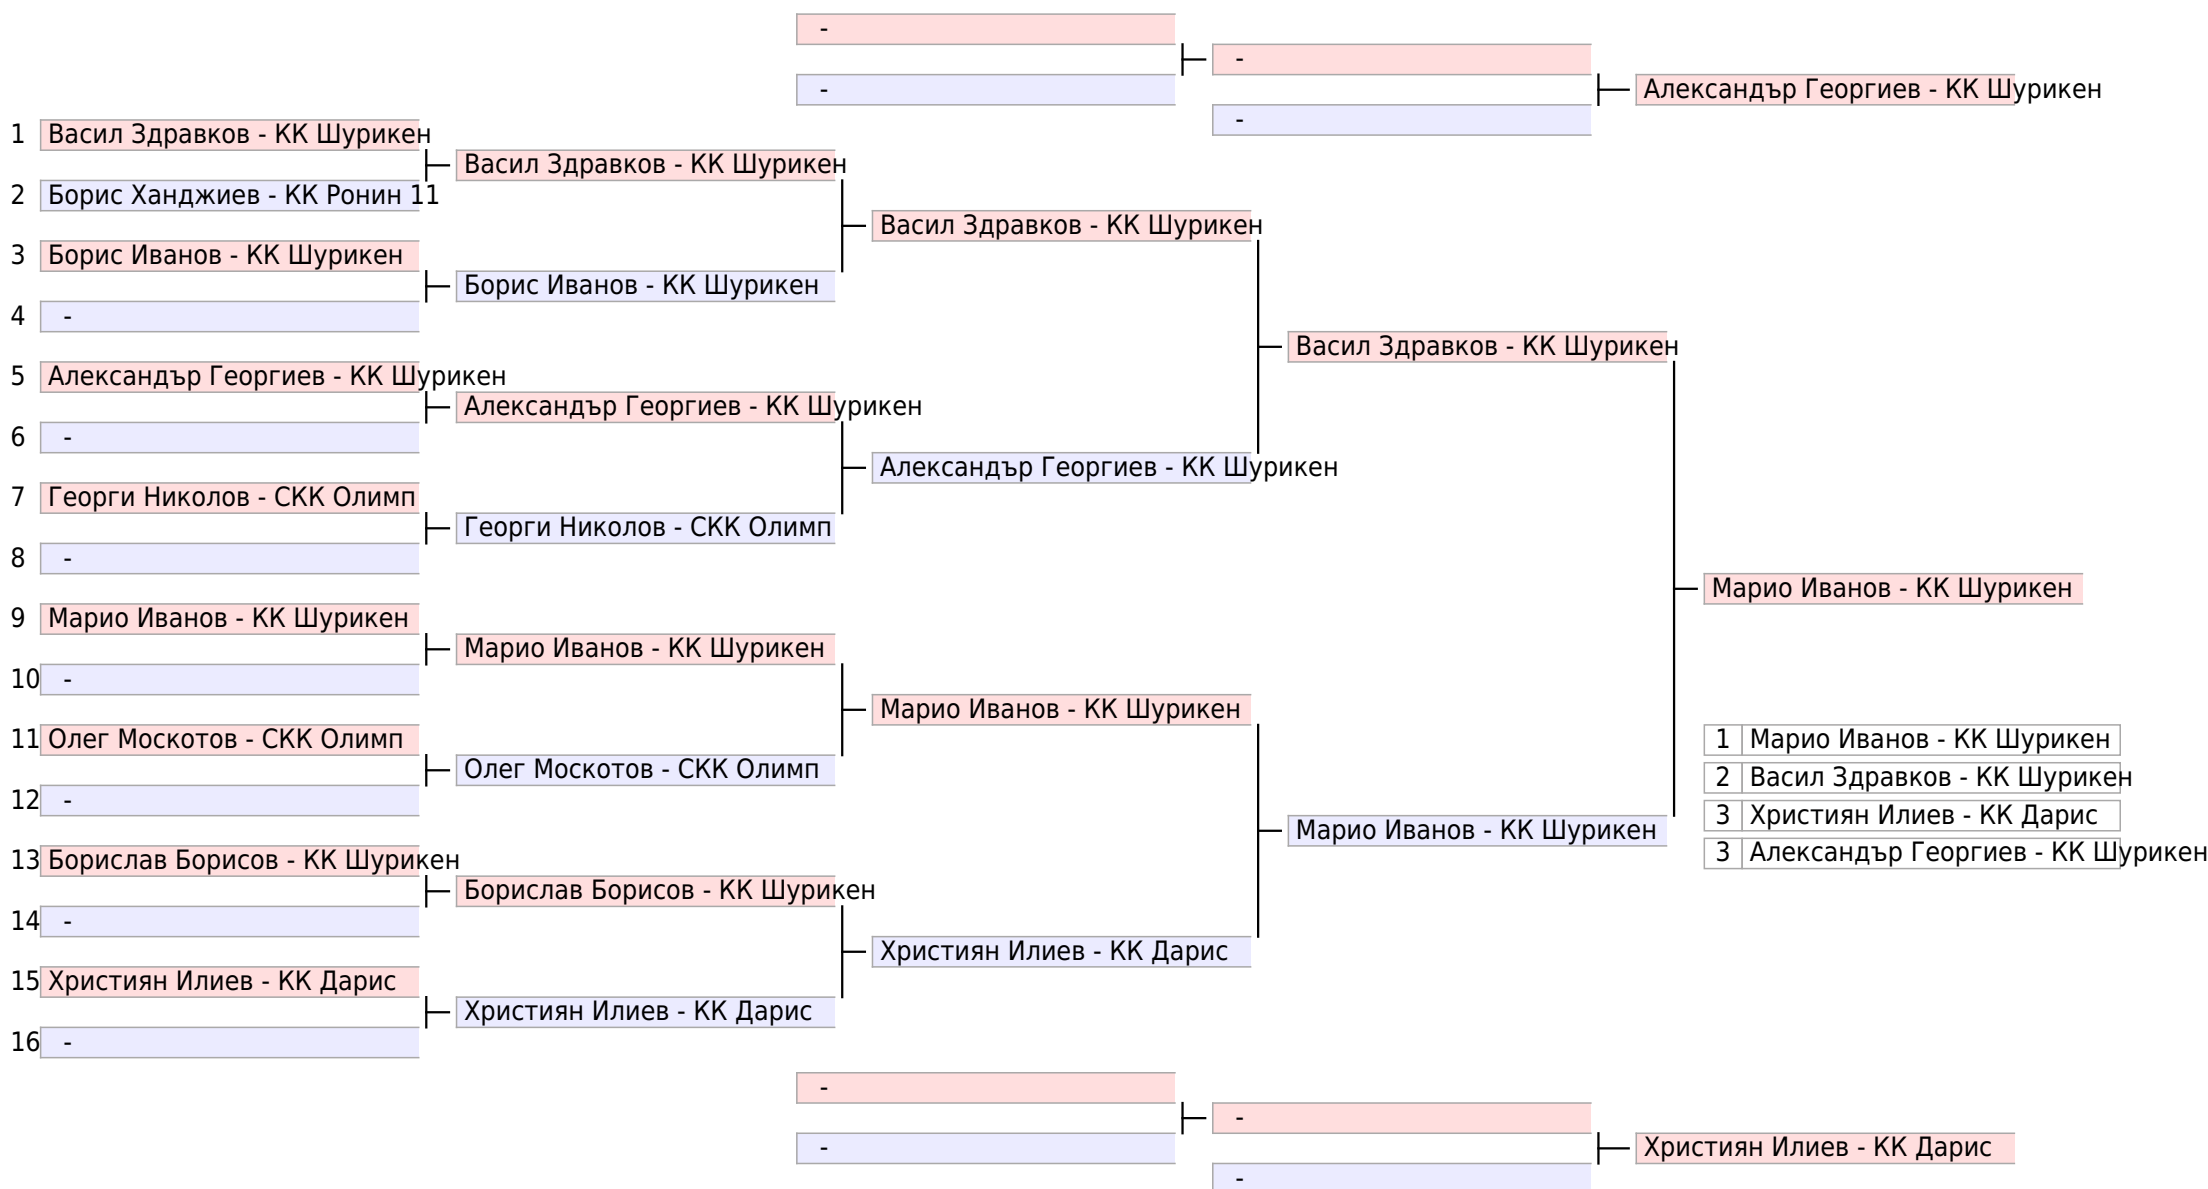 -
-
-
-
Александър Георгиев - КК Шурикен
1 Васил Здравков - КК Шурикен
2 Борис Ханджиев - КК Ронин 11
3 Борис Иванов - КК Шурикен
4 -
5 Александър Георгиев - КК Шурикен
6 -
7 Георги Николов - СКК Олимп
8 -
9 Марио Иванов - КК Шурикен
10 -
11 Олег Москотов - СКК Олимп
12 -
13 Борислав Борисов - КК Шурикен
14 -
15 Християн Илиев - КК Дарис
16 -
Васил Здравков - КК Шурикен
Борис Иванов - КК Шурикен
Александър Георгиев - КК Шурикен
Георги Николов - СКК Олимп
Марио Иванов - КК Шурикен
Олег Москотов - СКК Олимп
Борислав Борисов - КК Шурикен
Християн Илиев - КК Дарис
Васил Здравков - КК Шурикен
Александър Георгиев - КК Шурикен
Марио Иванов - КК Шурикен
Християн Илиев - КК Дарис
Васил Здравков - КК Шурикен
Марио Иванов - КК Шурикен
Марио Иванов - КК Шурикен
1 Марио Иванов - КК Шурикен
2 Васил Здравков - КК Шурикен
3 Християн Илиев - КК Дарис
3 Александър Георгиев - КК Шурикен
-
-
-
-
Християн Илиев - КК Дарис